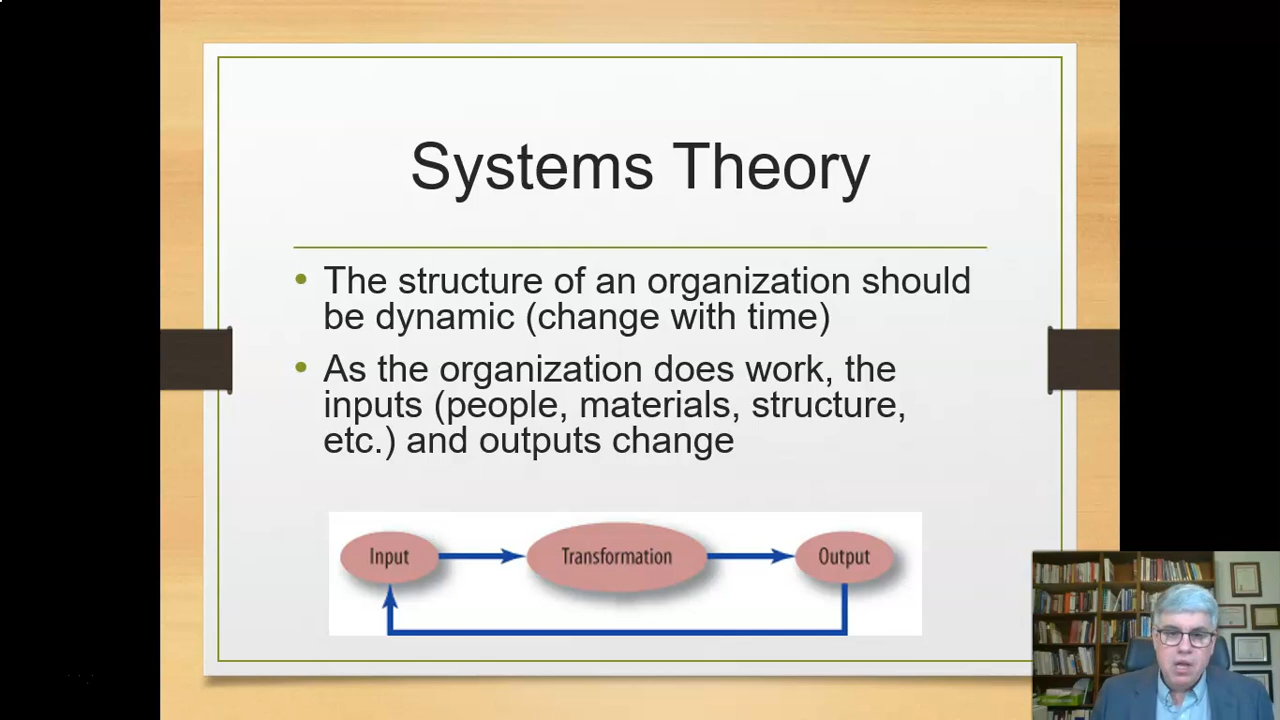 Systems Theory
• The structure of an organization should
be dynamic (change with time)
• As the organization does work, the
inputs (people, materials, structure,
etc.) and outputs change
Input
Transformation
Output